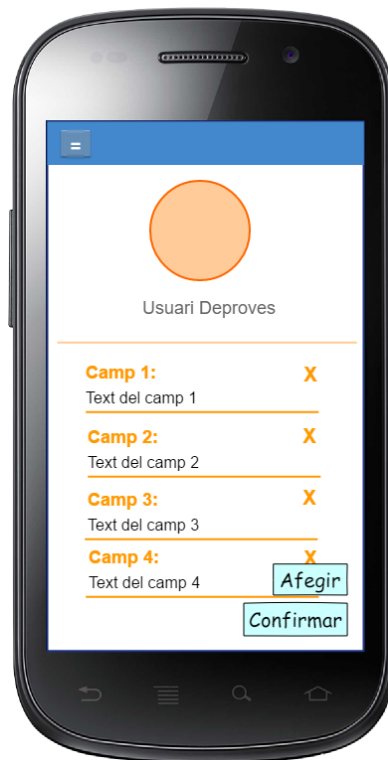 =
Usuari Deproves
Camp 1: X
Text del camp 1
Camp 2: X
Text del camp 2
Camp 3: X
Text del camp 3
Camp 4: X
Text del camp 4
Afegir
Confirmar